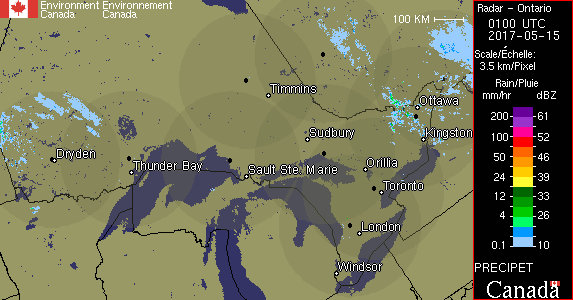 Environment Environnement
Canada Canada
100 KM
Timmins
Ottawa
Sudbury
Kingston
Dryden
Thunder Bay
Sault Ste. Marie
Orillia
Toronto
London
Windsor
Radar - Ontario
0100 UTC
2017-05-15
Scale/Échelle:
3.5 km/Pixel
Rain/Pluie
mm/hr dBZ
200 61
100 52
50 46
24 39
12 33
4 26
0.1 10
PRECIPET
Canada